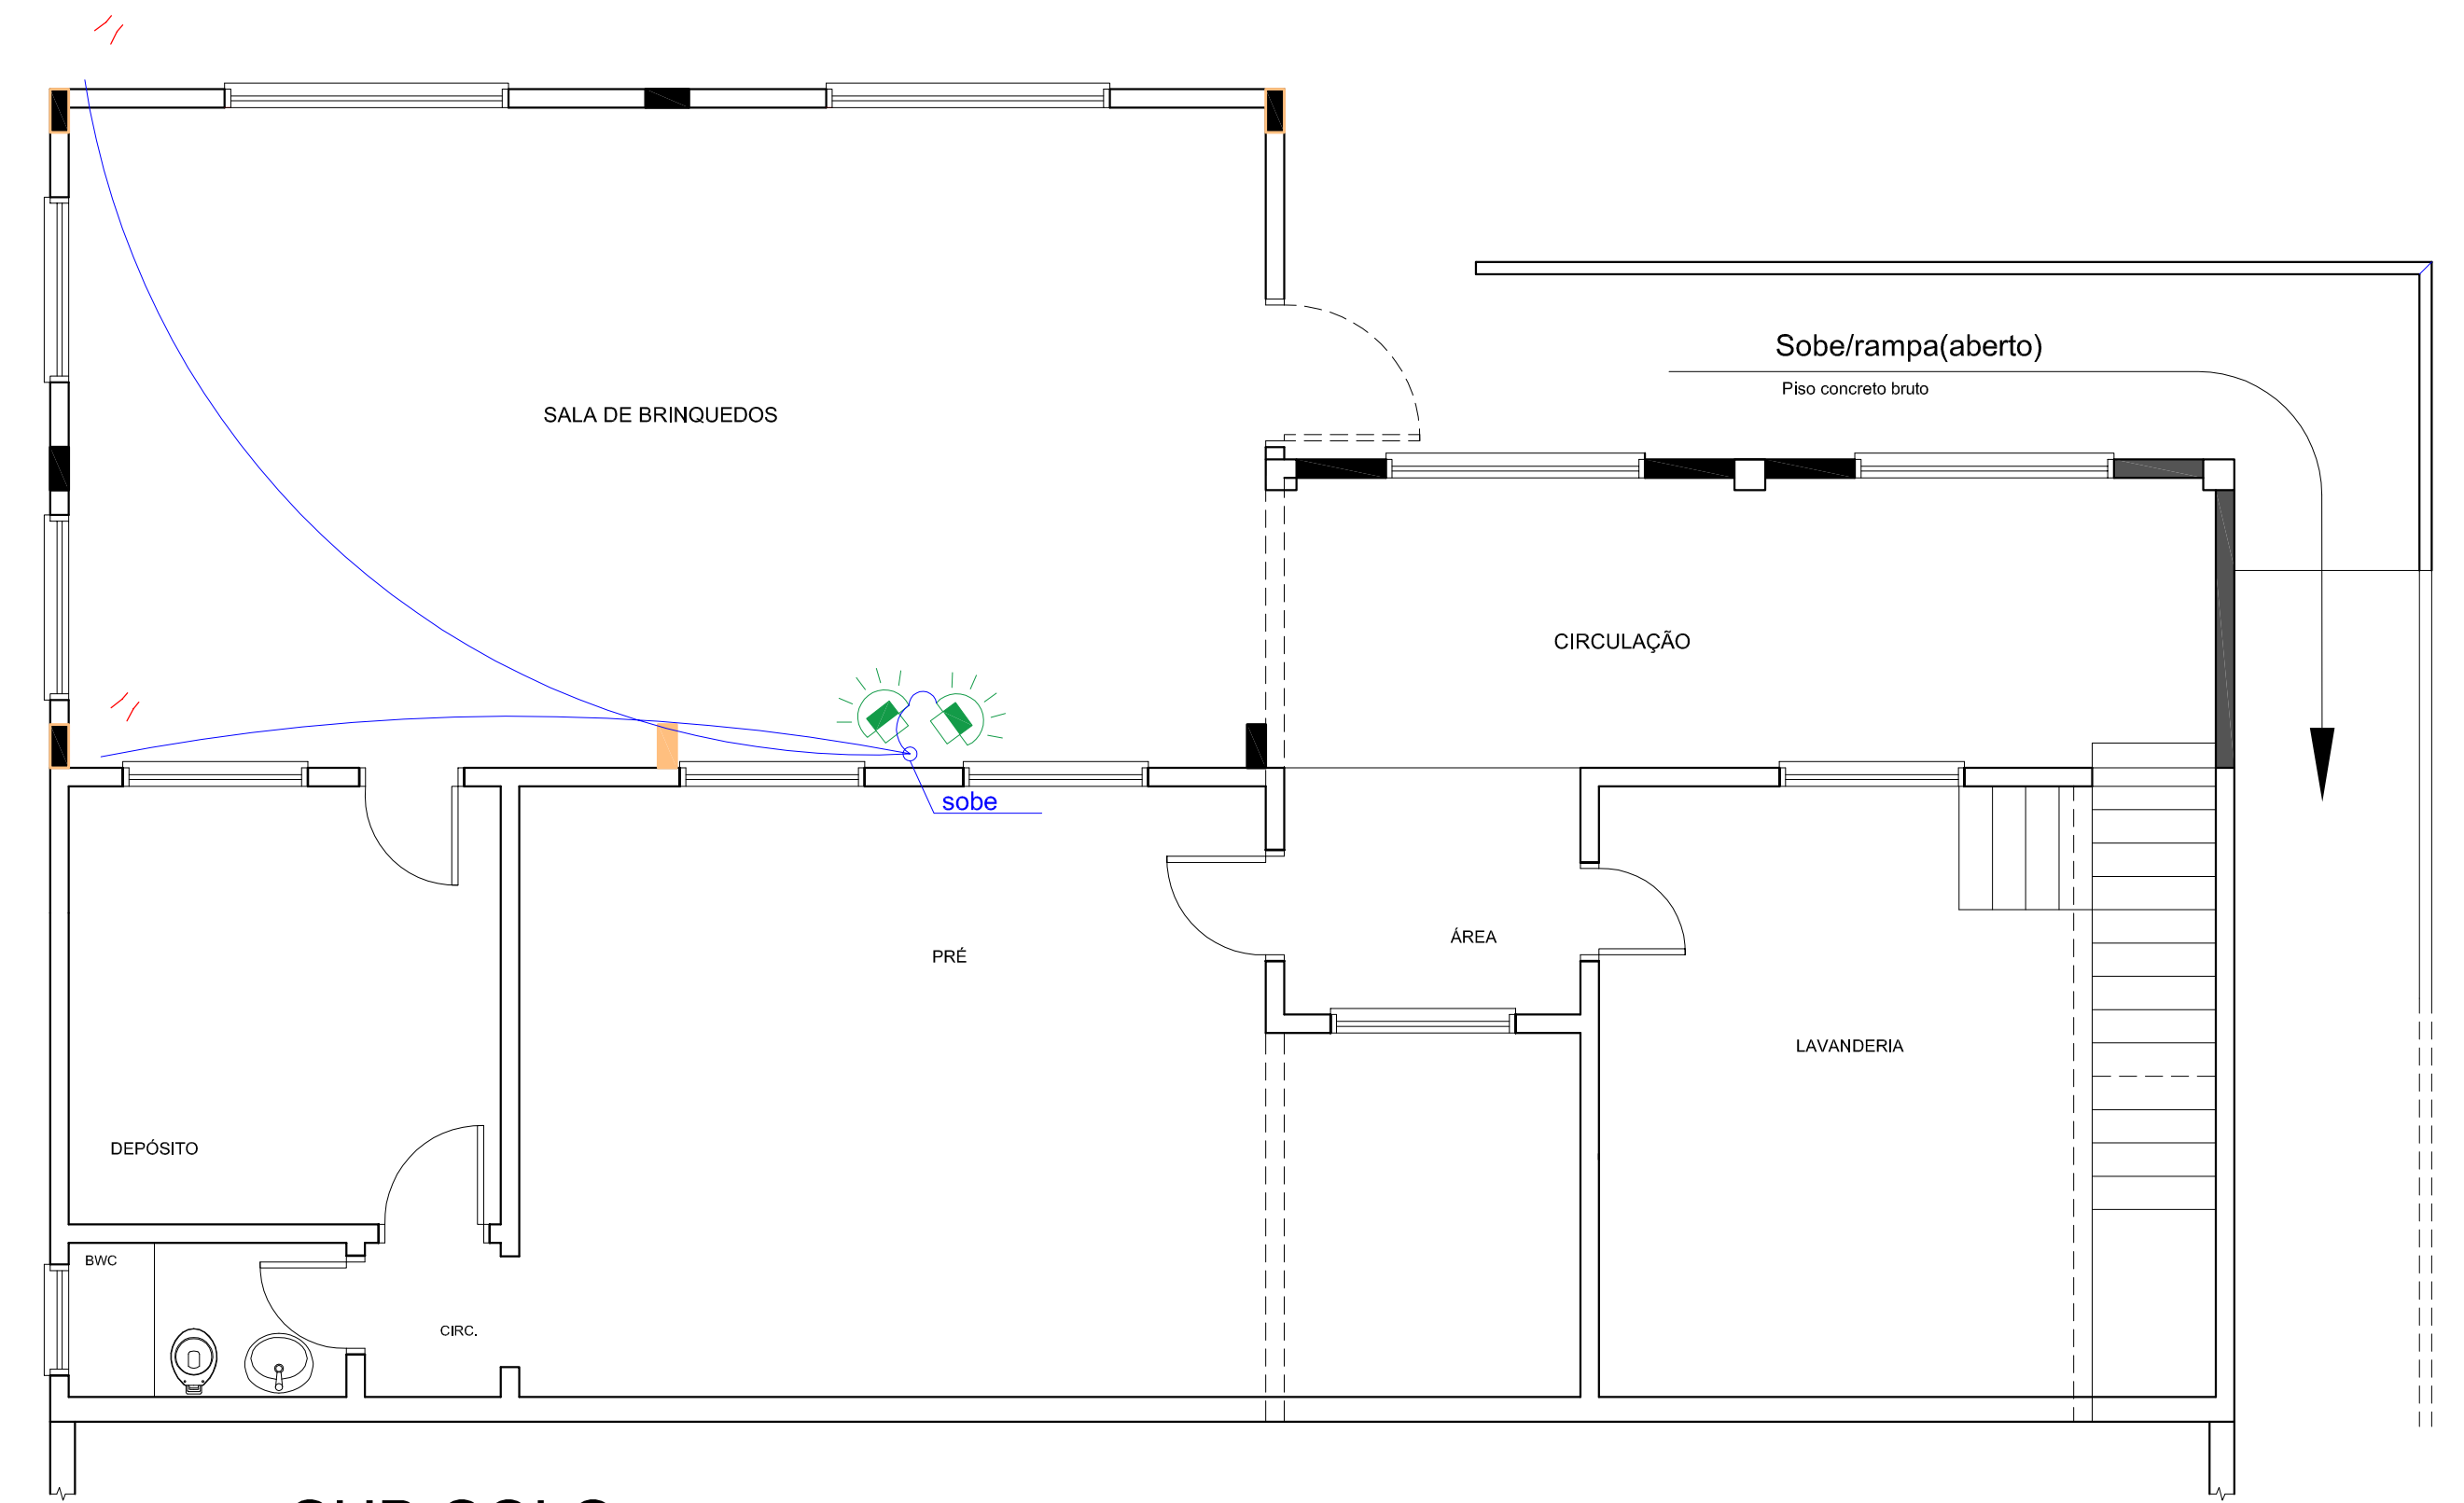 Sobe/rampa(aberto)
Piso concreto bruto
SALA DE BRINQUEDOS
CIRCULAÇÃO
sobe
ÁREA
PRÉ
LAVANDERIA
DEPÓSITO
BWC
CIRC.